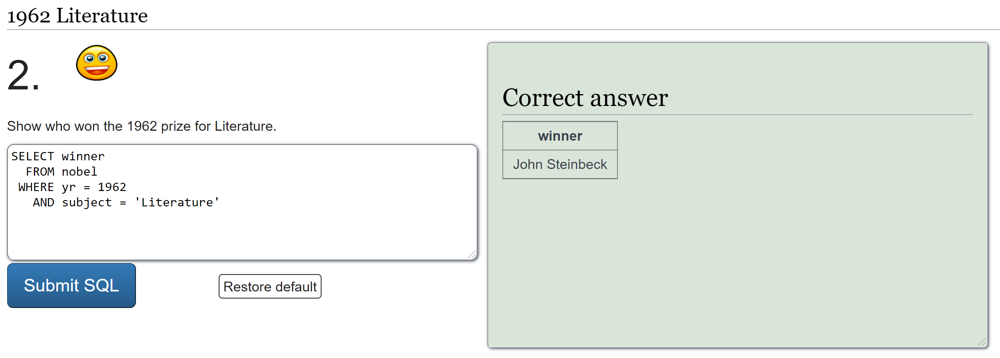 1962 Literature
2.
Show who won the 1962 prize for Literature.
SELECT winner
  FROM nobel
 WHERE yr = 1962
   AND subject = 'Literature'
Submit SQL
Restore default
Correct answer
winner
John Steinbeck